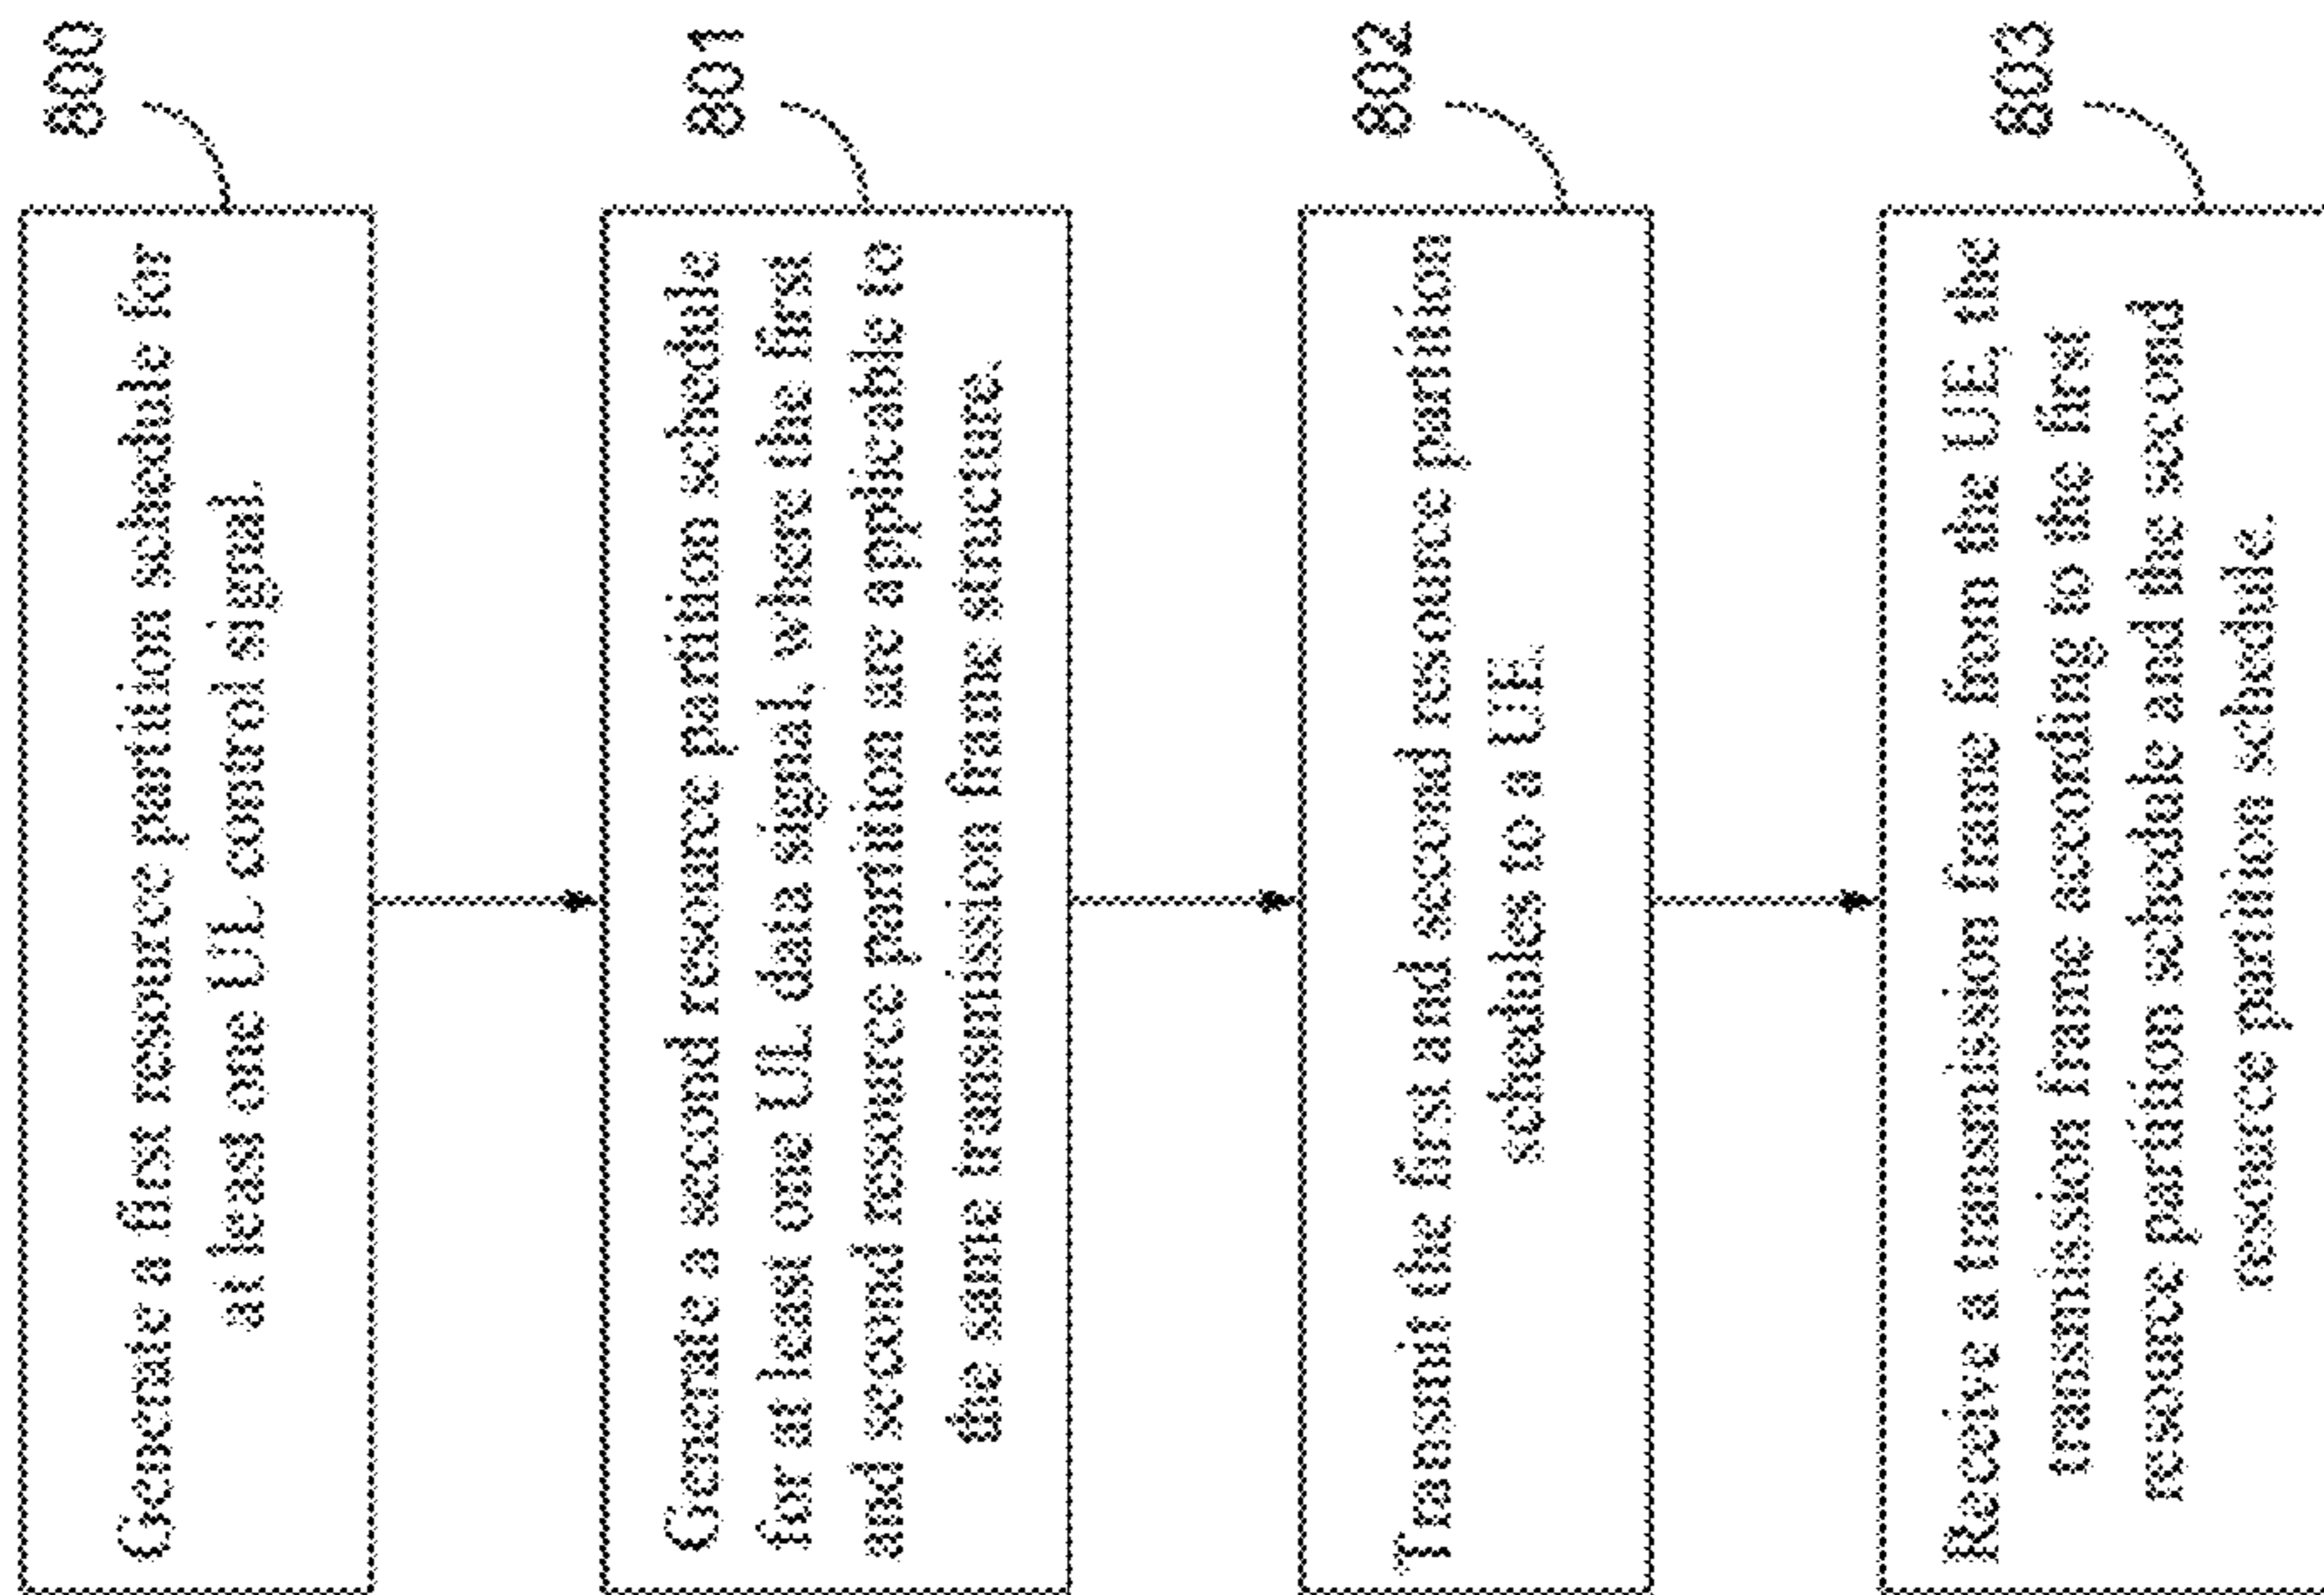 800
Generate a first resource partition schedule for
at least one UL control signal.
801
Generate a second resource partition schedule
for at least one UL data signal, where the first
and second resource partition are applicable to
the same transmission frame structure.
802
Transmit the first and second resource partition
schedules to a UE.
803
Receive a transmission frame from the UE, the
transmission frame according to the first
resource partition schedule and the second
resource partition schedule.